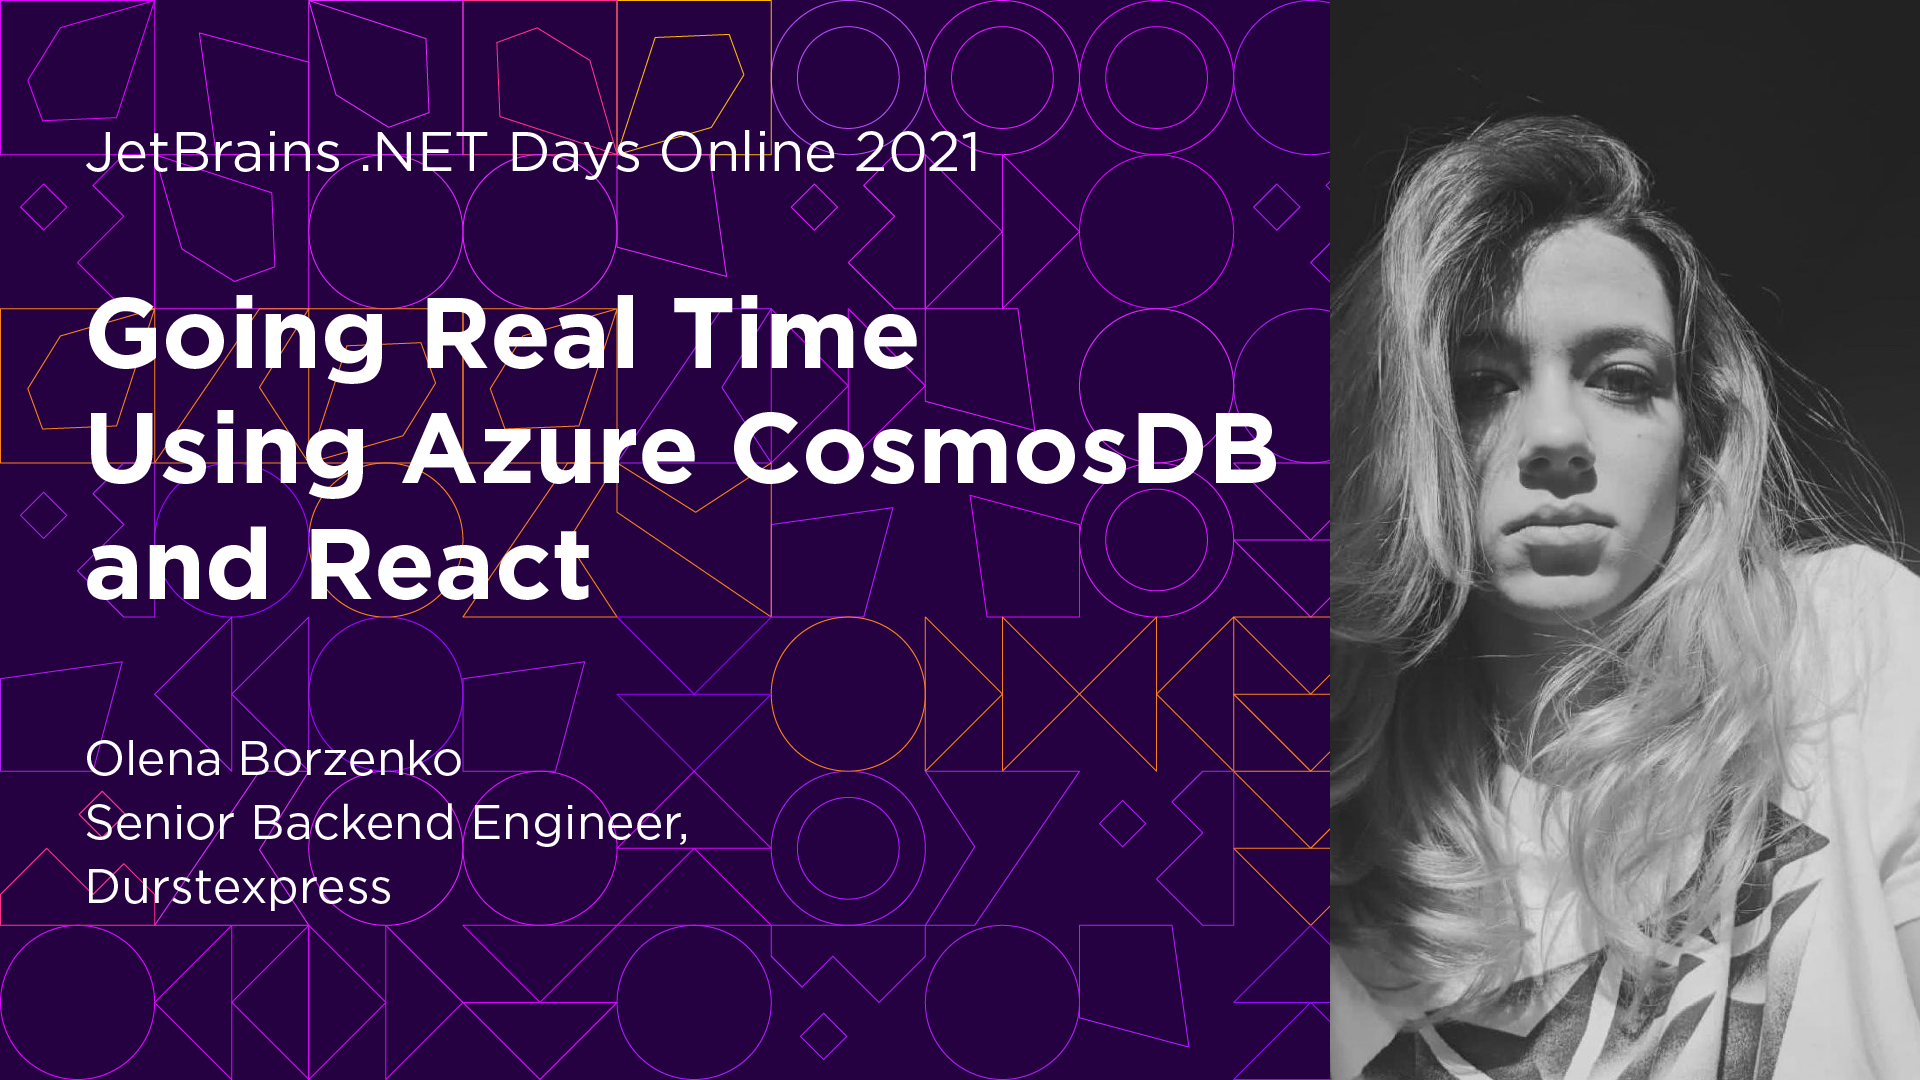 JetBrains .NET Days Online 2021
Going Real Time
Using Azure CosmosDB
and React
Olena Borzenko
Senior Backend Engineer,
Durstexpress